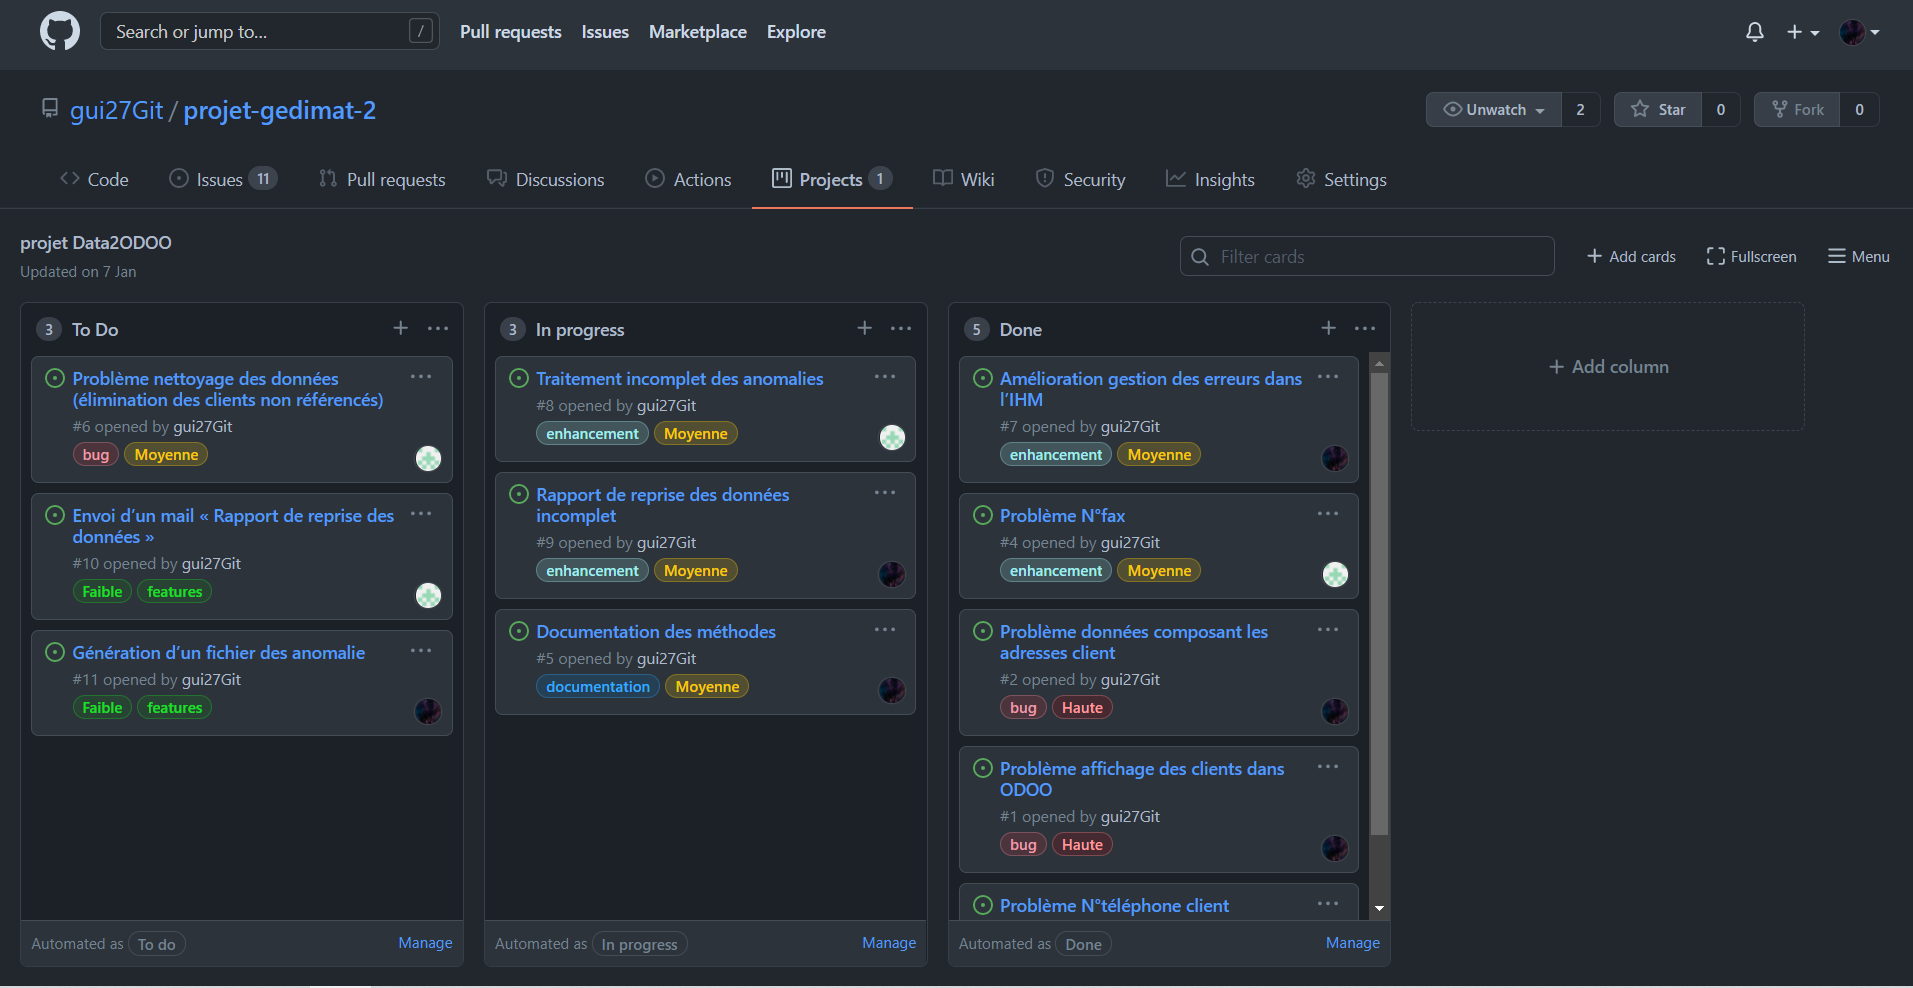 Search or jump to...
/
Pull requests
Issues
Marketplace
Explore
gui27Git / projet-gedimat-2
Unwatch
2
Star
0
Fork
0
Code
Issues 11
Pull requests
Discussions
Actions
Projects 1
Wiki
Security
Insights
Settings
projet Data2ODOO
Updated on 7 Jan
Filter cards
Add cards
Fullscreen
Menu
3 To Do
Problème nettoyage des données
(élimination des clients non référencés)
#6 opened by gui27Git
bug Moyenne
Envoi d’un mail « Rapport de reprise des
données »
#10 opened by gui27Git
Faible features
Génération d’un fichier des anomalie
#11 opened by gui27Git
Faible features
Automated as To do
Manage
3 In progress
Traitement incomplet des anomalies
#8 opened by gui27Git
enhancement Moyenne
Rapport de reprise des données
incomplet
#9 opened by gui27Git
enhancement Moyenne
Documentation des méthodes
#5 opened by gui27Git
documentation Moyenne
Automated as In progress
Manage
5 Done
Amélioration gestion des erreurs dans
l’IHM
#7 opened by gui27Git
enhancement Moyenne
Problème N°fax
#4 opened by gui27Git
enhancement Moyenne
Problème données composant les
adresses client
#2 opened by gui27Git
bug Haute
Problème affichage des clients dans
ODOO
#1 opened by gui27Git
bug Haute
Problème N°téléphone client
Automated as Done
Manage
Add column